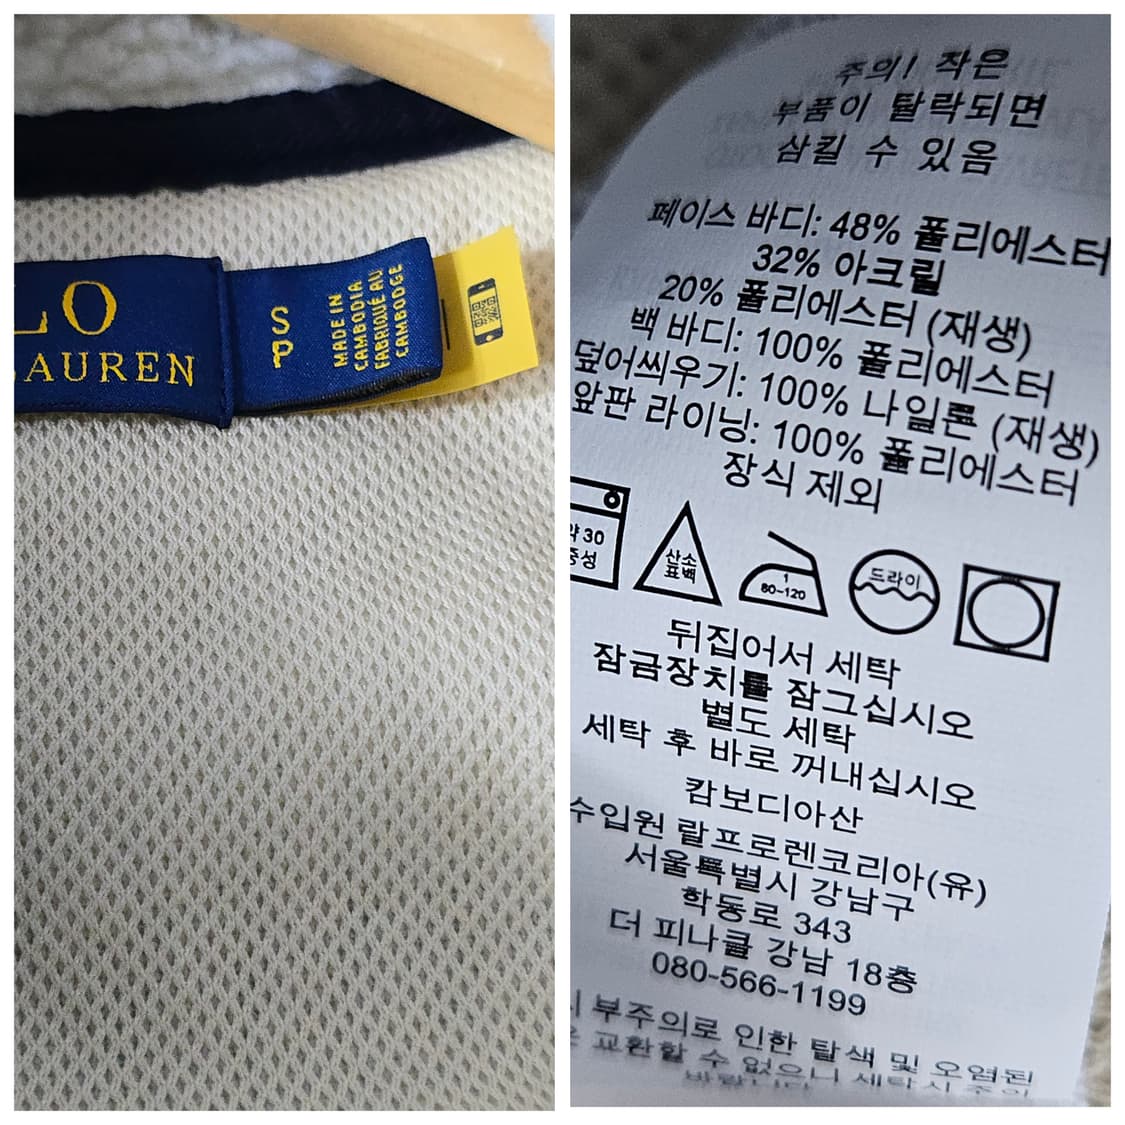 LO
LAUREN
S
P
MADE IN
CAMBODIA
FABRIQUÉ AU
CAMBODGE
주의! 작은
부품이 탈락되면
삼킬 수 있음
페이스 바디: 48% 폴리에스터
32% 아크릴
20% 폴리에스터 (재생)
백 바디: 100% 폴리에스터
덮어씌우기: 100% 나일론 (재생)
앞판 라이닝: 100% 폴리에스터
장식 제외
약 30
중성
산소
표백
1
80~120
드라이
뒤집어서 세탁
잠금장치를 잠그십시오
별도 세탁
세탁 후 바로 꺼내십시오
캄보디아산
수입원 랄프로렌코리아(유)
서울특별시 강남구
학동로 343
더 피나클 강남 18층
080-566-1199
부주의로 인한 탈색 및 오염된
교환할 수 없으니 세탁시 주의
바랍니다